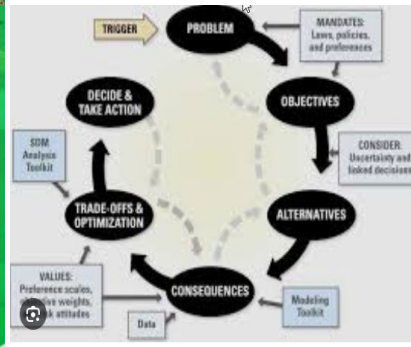 TRIGGER
PROBLEM
MANDATES:
Laws, policies,
and preferences
DECIDE &
TAKE ACTION
OBJECTIVES
SDM
Analysis
Toolkit
CONSIDER:
Uncertainty and
linked decisions
TRADE-OFFS &
OPTIMIZATION
ALTERNATIVES
VALUES:
Preference scales,
weights,
attitudes
CONSEQUENCES
Modeling
Toolkit
Data